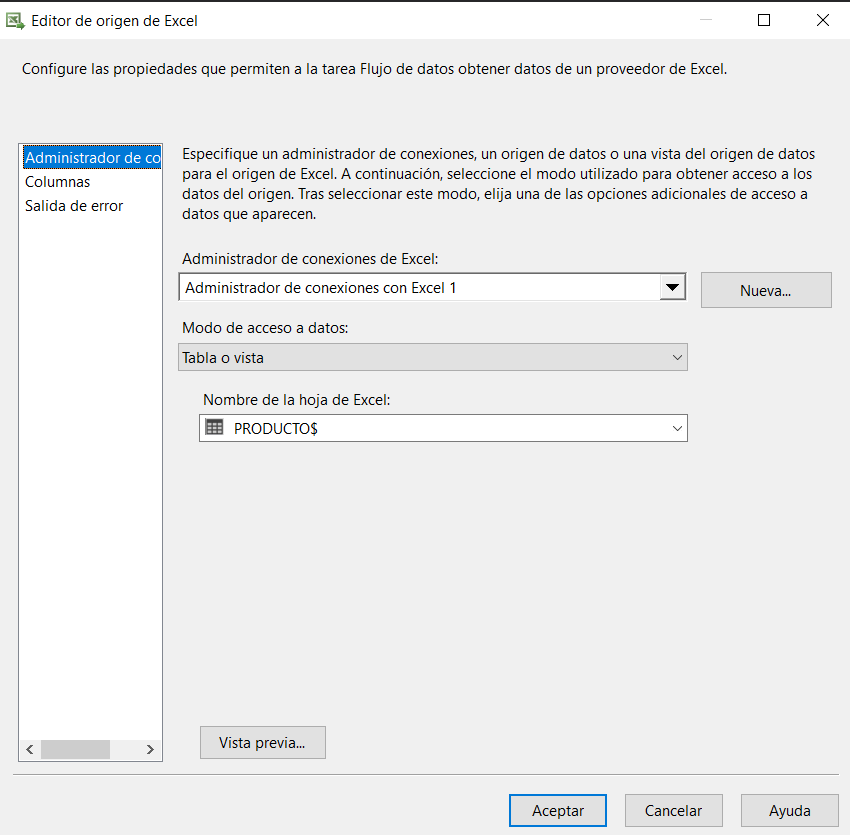 Editor de origen de Excel
Configure las propiedades que permiten a la tarea Flujo de datos obtener datos de un proveedor de Excel.
Administrador de co
Columnas
Salida de error
Especifique un administrador de conexiones, un origen de datos o una vista del origen de datos
para el origen de Excel. A continuación, seleccione el modo utilizado para obtener acceso a los
datos del origen. Tras seleccionar este modo, elija una de las opciones adicionales de acceso a
datos que aparecen.
Administrador de conexiones de Excel:
Administrador de conexiones con Excel 1
Nueva...
Modo de acceso a datos:
Tabla o vista
Nombre de la hoja de Excel:
PRODUCTO$
Vista previa...
Aceptar
Cancelar
Ayuda